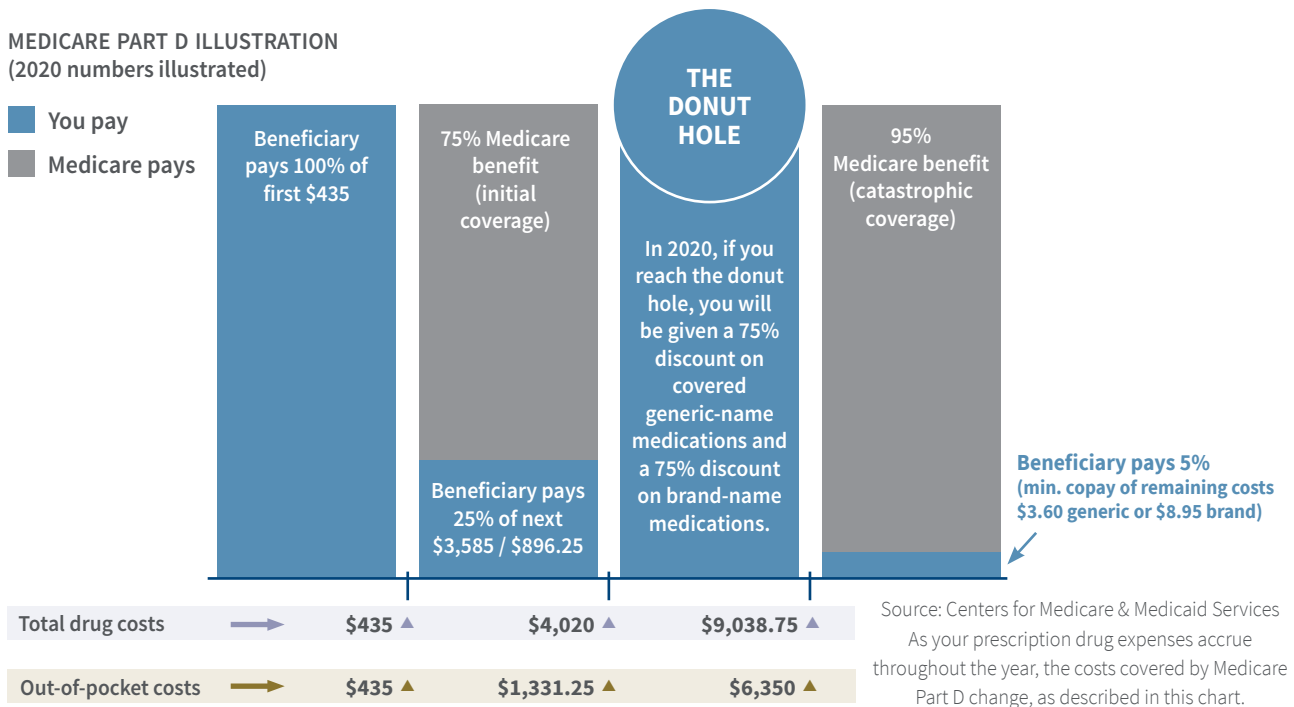 MEDICARE PART D ILLUSTRATION
(2020 numbers illustrated)
You pay
Medicare pays
Beneficiary
pays 100% of
first $435
75% Medicare
benefit
(initial
coverage)
Beneficiary pays
25% of next
$3,585 / $896.25
THE
DONUT
HOLE
In 2020, if you
reach the donut
hole, you will
be given a 75%
discount on
covered
generic-name
medications and
a 75% discount
on brand-name
medications.
95%
Medicare benefit
(catastrophic
coverage)
Beneficiary pays 5%
(min. copay of remaining costs
$3.60 generic or $8.95 brand)
Total drug costs $435 $4,020 $9,038.75
Out-of-pocket costs $435 $1,331.25 $6,350
Source: Centers for Medicare & Medicaid Services
As your prescription drug expenses accrue
throughout the year, the costs covered by Medicare
Part D change, as described in this chart.